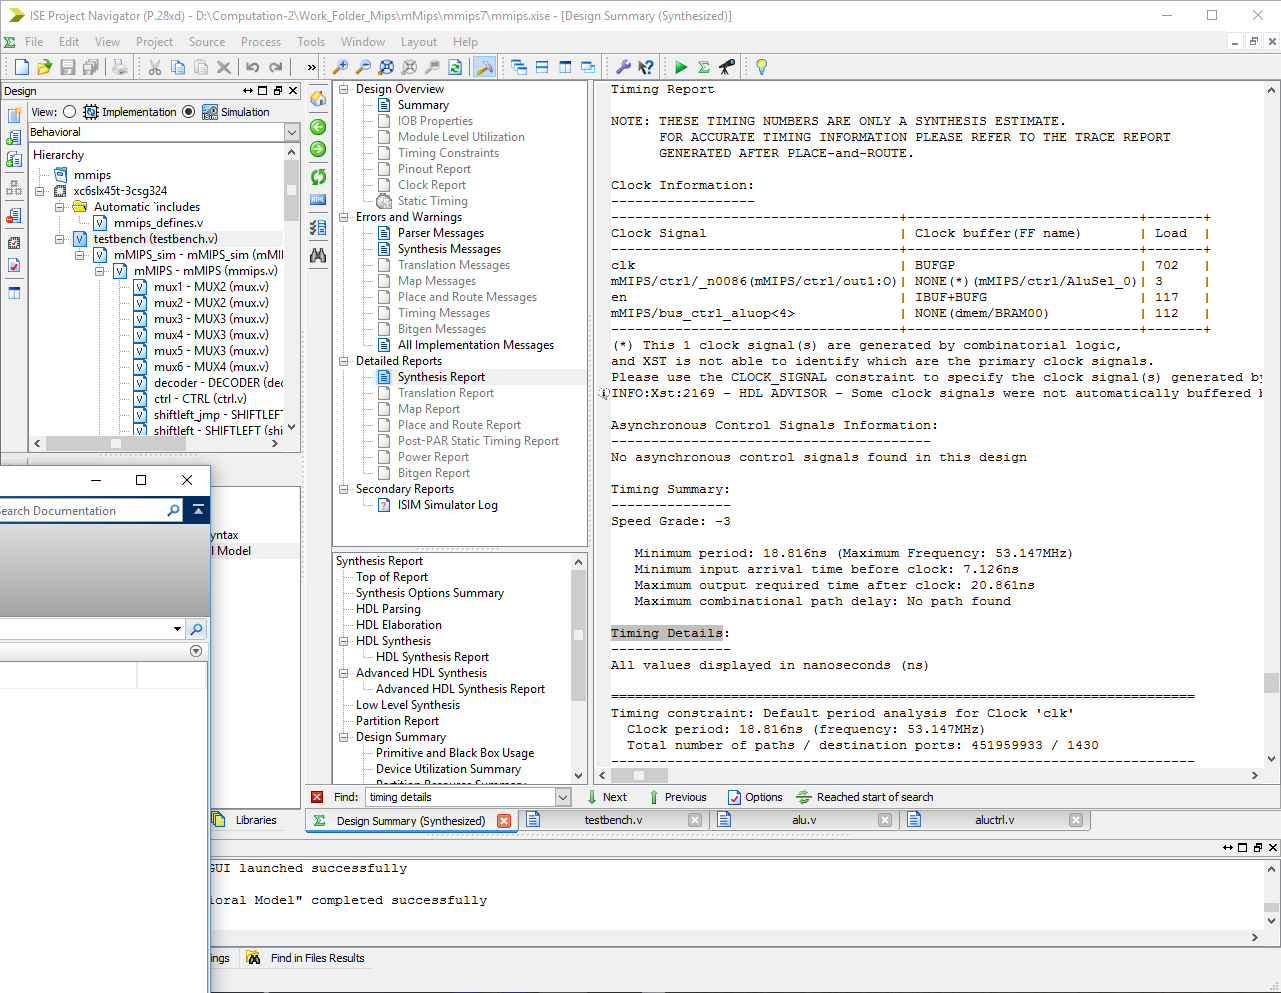 ISE Project Navigator (P.28xd) - D:\Computation-2\Work_Folder_Mips\mMips\mmips7\mmips.xise - [Design Summary (Synthesized)]
File Edit View Project Source Process Tools Window Layout Help
Design
View: Implementation Simulation
Behavioral
Hierarchy
mmips
xc6slx45t-3csg324
Automatic `includes
mmips_defines.v
testbench (testbench.v)
mMIPS_sim - mMIPS_sim (mMI
mMIPS - mMIPS (mmips.v)
mux1 - MUX2 (mux.v)
mux2 - MUX2 (mux.v)
mux3 - MUX3 (mux.v)
mux4 - MUX3 (mux.v)
mux5 - MUX3 (mux.v)
mux6 - MUX4 (mux.v)
decoder - DECODER (dec
ctrl - CTRL (ctrl.v)
shiftleft_jmp - SHIFTLEFT
shiftleft - SHIFTLEFT (shi
earch Documentation
yntax
l Model
Libraries
Design Overview
Summary
IOB Properties
Module Level Utilization
Timing Constraints
Pinout Report
Clock Report
Static Timing
Errors and Warnings
Parser Messages
Synthesis Messages
Translation Messages
Map Messages
Place and Route Messages
Timing Messages
Bitgen Messages
All Implementation Messages
Detailed Reports
Synthesis Report
Translation Report
Map Report
Place and Route Report
Post-PAR Static Timing Report
Power Report
Bitgen Report
Secondary Reports
ISIM Simulator Log
Synthesis Report
Top of Report
Synthesis Options Summary
HDL Parsing
HDL Elaboration
HDL Synthesis
HDL Synthesis Report
Advanced HDL Synthesis
Advanced HDL Synthesis Report
Low Level Synthesis
Partition Report
Design Summary
Primitive and Black Box Usage
Device Utilization Summary
Timing Report
NOTE: THESE TIMING NUMBERS ARE ONLY A SYNTHESIS ESTIMATE.
FOR ACCURATE TIMING INFORMATION PLEASE REFER TO THE TRACE REPORT
GENERATED AFTER PLACE-and-ROUTE.
Clock Information:
------------------
-----------------------------------+------------------------+-------+
Clock Signal | Clock buffer(FF name) | Load |
-----------------------------------+------------------------+-------+
clk | BUFGP | 702 |
mMIPS/ctrl/_n0086(mMIPS/ctrl/out1:O)| NONE(*)(mMIPS/ctrl/AluSel_0)| 3 |
en | IBUF+BUFG | 117 |
mMIPS/bus_ctrl_aluop<4> | NONE(dmem/BRAM00) | 112 |
-----------------------------------+------------------------+-------+
(*) This 1 clock signal(s) are generated by combinatorial logic,
and XST is not able to identify which are the primary clock signals.
Please use the CLOCK_SIGNAL constraint to specify the clock signal(s) generated by
INFO:Xst:2169 - HDL ADVISOR - Some clock signals were not automatically buffered b
Asynchronous Control Signals Information:
----------------------------------------
No asynchronous control signals found in this design
Timing Summary:
---------------
Speed Grade: -3
Minimum period: 18.816ns (Maximum Frequency: 53.147MHz)
Minimum input arrival time before clock: 7.126ns
Maximum output required time after clock: 20.861ns
Maximum combinational path delay: No path found
Timing Details:
---------------
All values displayed in nanoseconds (ns)
=========================================================================
Timing constraint: Default period analysis for Clock 'clk'
Clock period: 18.816ns (frequency: 53.147MHz)
Total number of paths / destination ports: 451959933 / 1430
-------------------------------------------------------------------------
Find: timing details Next Previous Options Reached start of search
Design Summary (Synthesized) testbench.v alu.v aluctrl.v
GUI launched successfully
ioral Model" completed successfully
ngs Find in Files Results